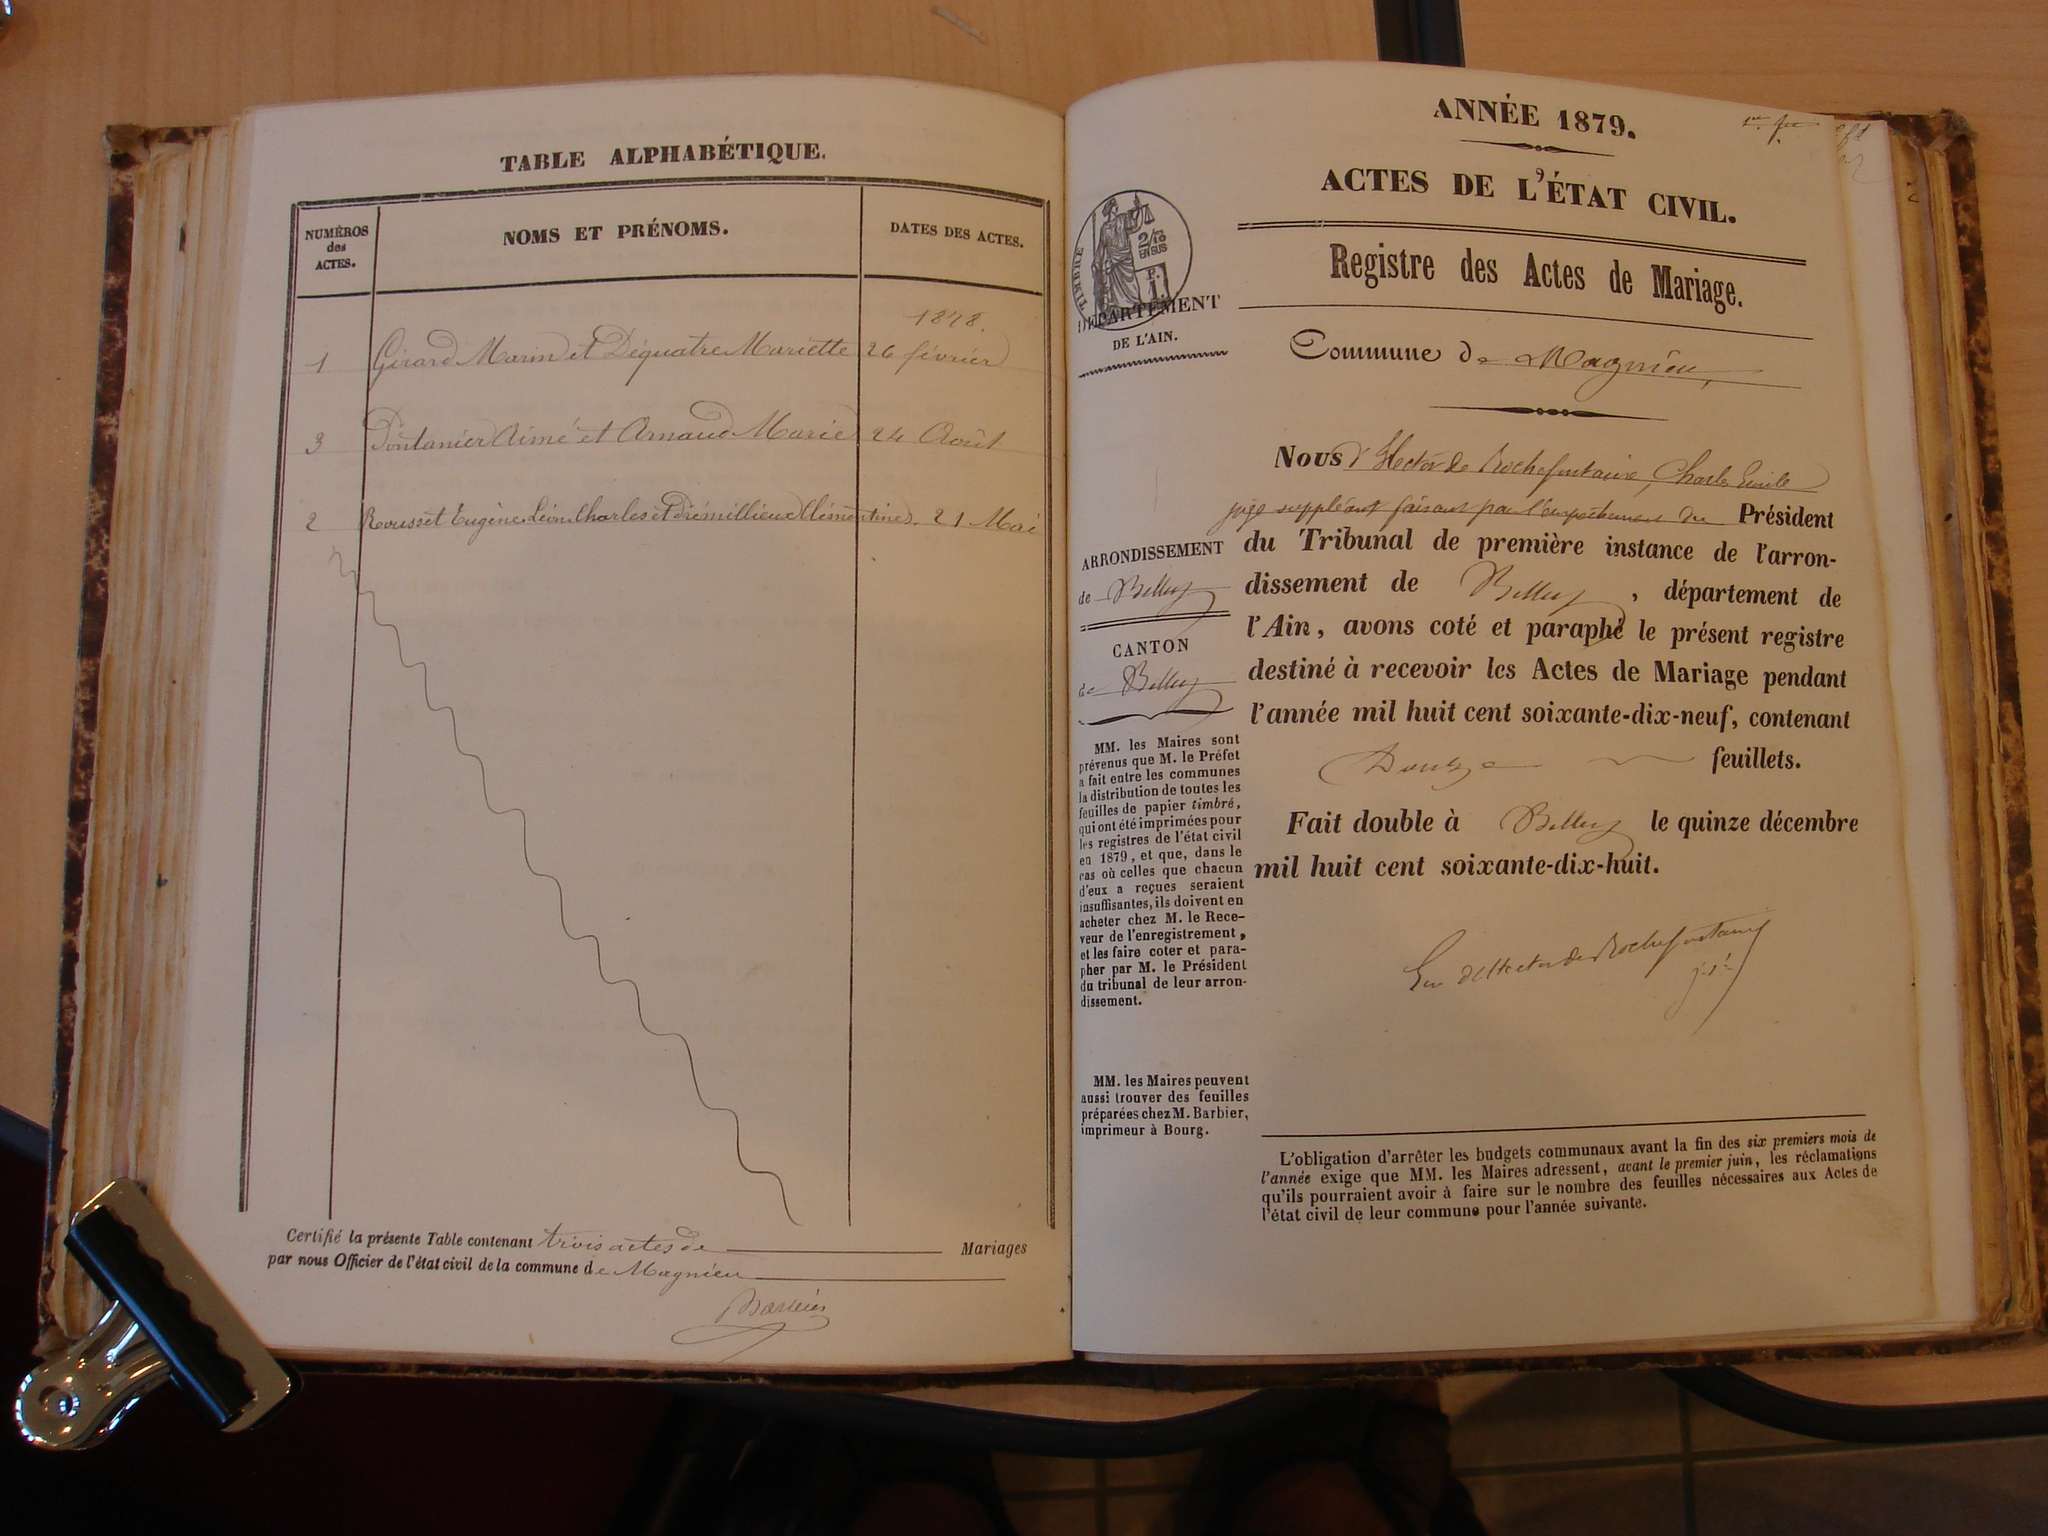 TABLE ALPHABÉTIQUE.
NUMÉROS des ACTES. NOMS ET PRÉNOMS. DATES DES ACTES.
1878.
1 Girard Marin et Déquatre Mariette 26 février
3 Pontanier Aimé et Arnaud Marie 24 Août
2 Rousset Eugène Léon Charles et Clémentine 21 Mai
Certifié la présente Table contenant trois actes de Mariages
par nous Officier de l'état civil de la commune de Magnieu
ANNÉE 1879.
ACTES DE L'ÉTAT CIVIL.
Registre des Actes de Mariage.
TIMBRE
2/10
EN SUS
DÉPARTEMENT
DE L'AIN.
Commune de Magnieu,
Nous d'Hector de Rochefontaine, Charles Emile
juge suppléant faisant pour l'empêchement du Président
du Tribunal de première instance de l'arron-
dissement de Belley, département de
l'Ain, avons coté et paraphé le présent registre
destiné à recevoir les Actes de Mariage pendant
l'année mil huit cent soixante-dix-neuf, contenant
Douze feuillets.
Fait double à Belley le quinze décembre
mil huit cent soixante-dix-huit.
d'Hector de Rochefontaine
ARRONDISSEMENT
de Belley
CANTON
de Belley
MM. les Maires sont
prévenus que M. le Préfet
a fait entre les communes
la distribution de toutes les
feuilles de papier timbré,
qui ont été imprimées pour
les registres de l'état civil
en 1879, et que, dans le
cas où celles que chacun
d'eux a reçues seraient
insuffisantes, ils doivent en
acheter chez M. le Rece-
veur de l'enregistrement,
et les faire coter et para-
pher par M. le Président
du tribunal de leur arron-
dissement.
MM. les Maires peuvent
aussi trouver des feuilles
préparées chez M. Barbier,
imprimeur à Bourg.
L'obligation d'arrêter les budgets communaux avant la fin des six premiers mois de
l'année exige que MM. les Maires adressent, avant le premier juin, les réclamations
qu'ils pourraient avoir à faire sur le nombre des feuilles nécessaires aux Actes de
l'état civil de leur commune pour l'année suivante.